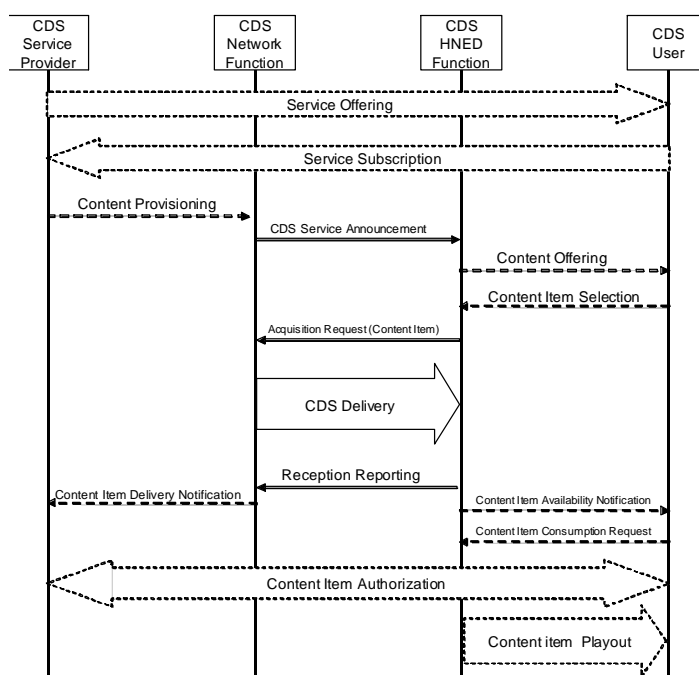 CDS
Service
Provider
CDS
Network
Function
CDS
HNED
Function
CDS
User
Service Offering
Service Subscription
Content Provisioning
CDS Service Announcement
Content Offering
Content Item Selection
Acquisition Request (Content Item)
CDS Delivery
Reception Reporting
Content Item Delivery Notification
Content Item Availability Notification
Content Item Consumption Request
Content Item Authorization
Content item Playout